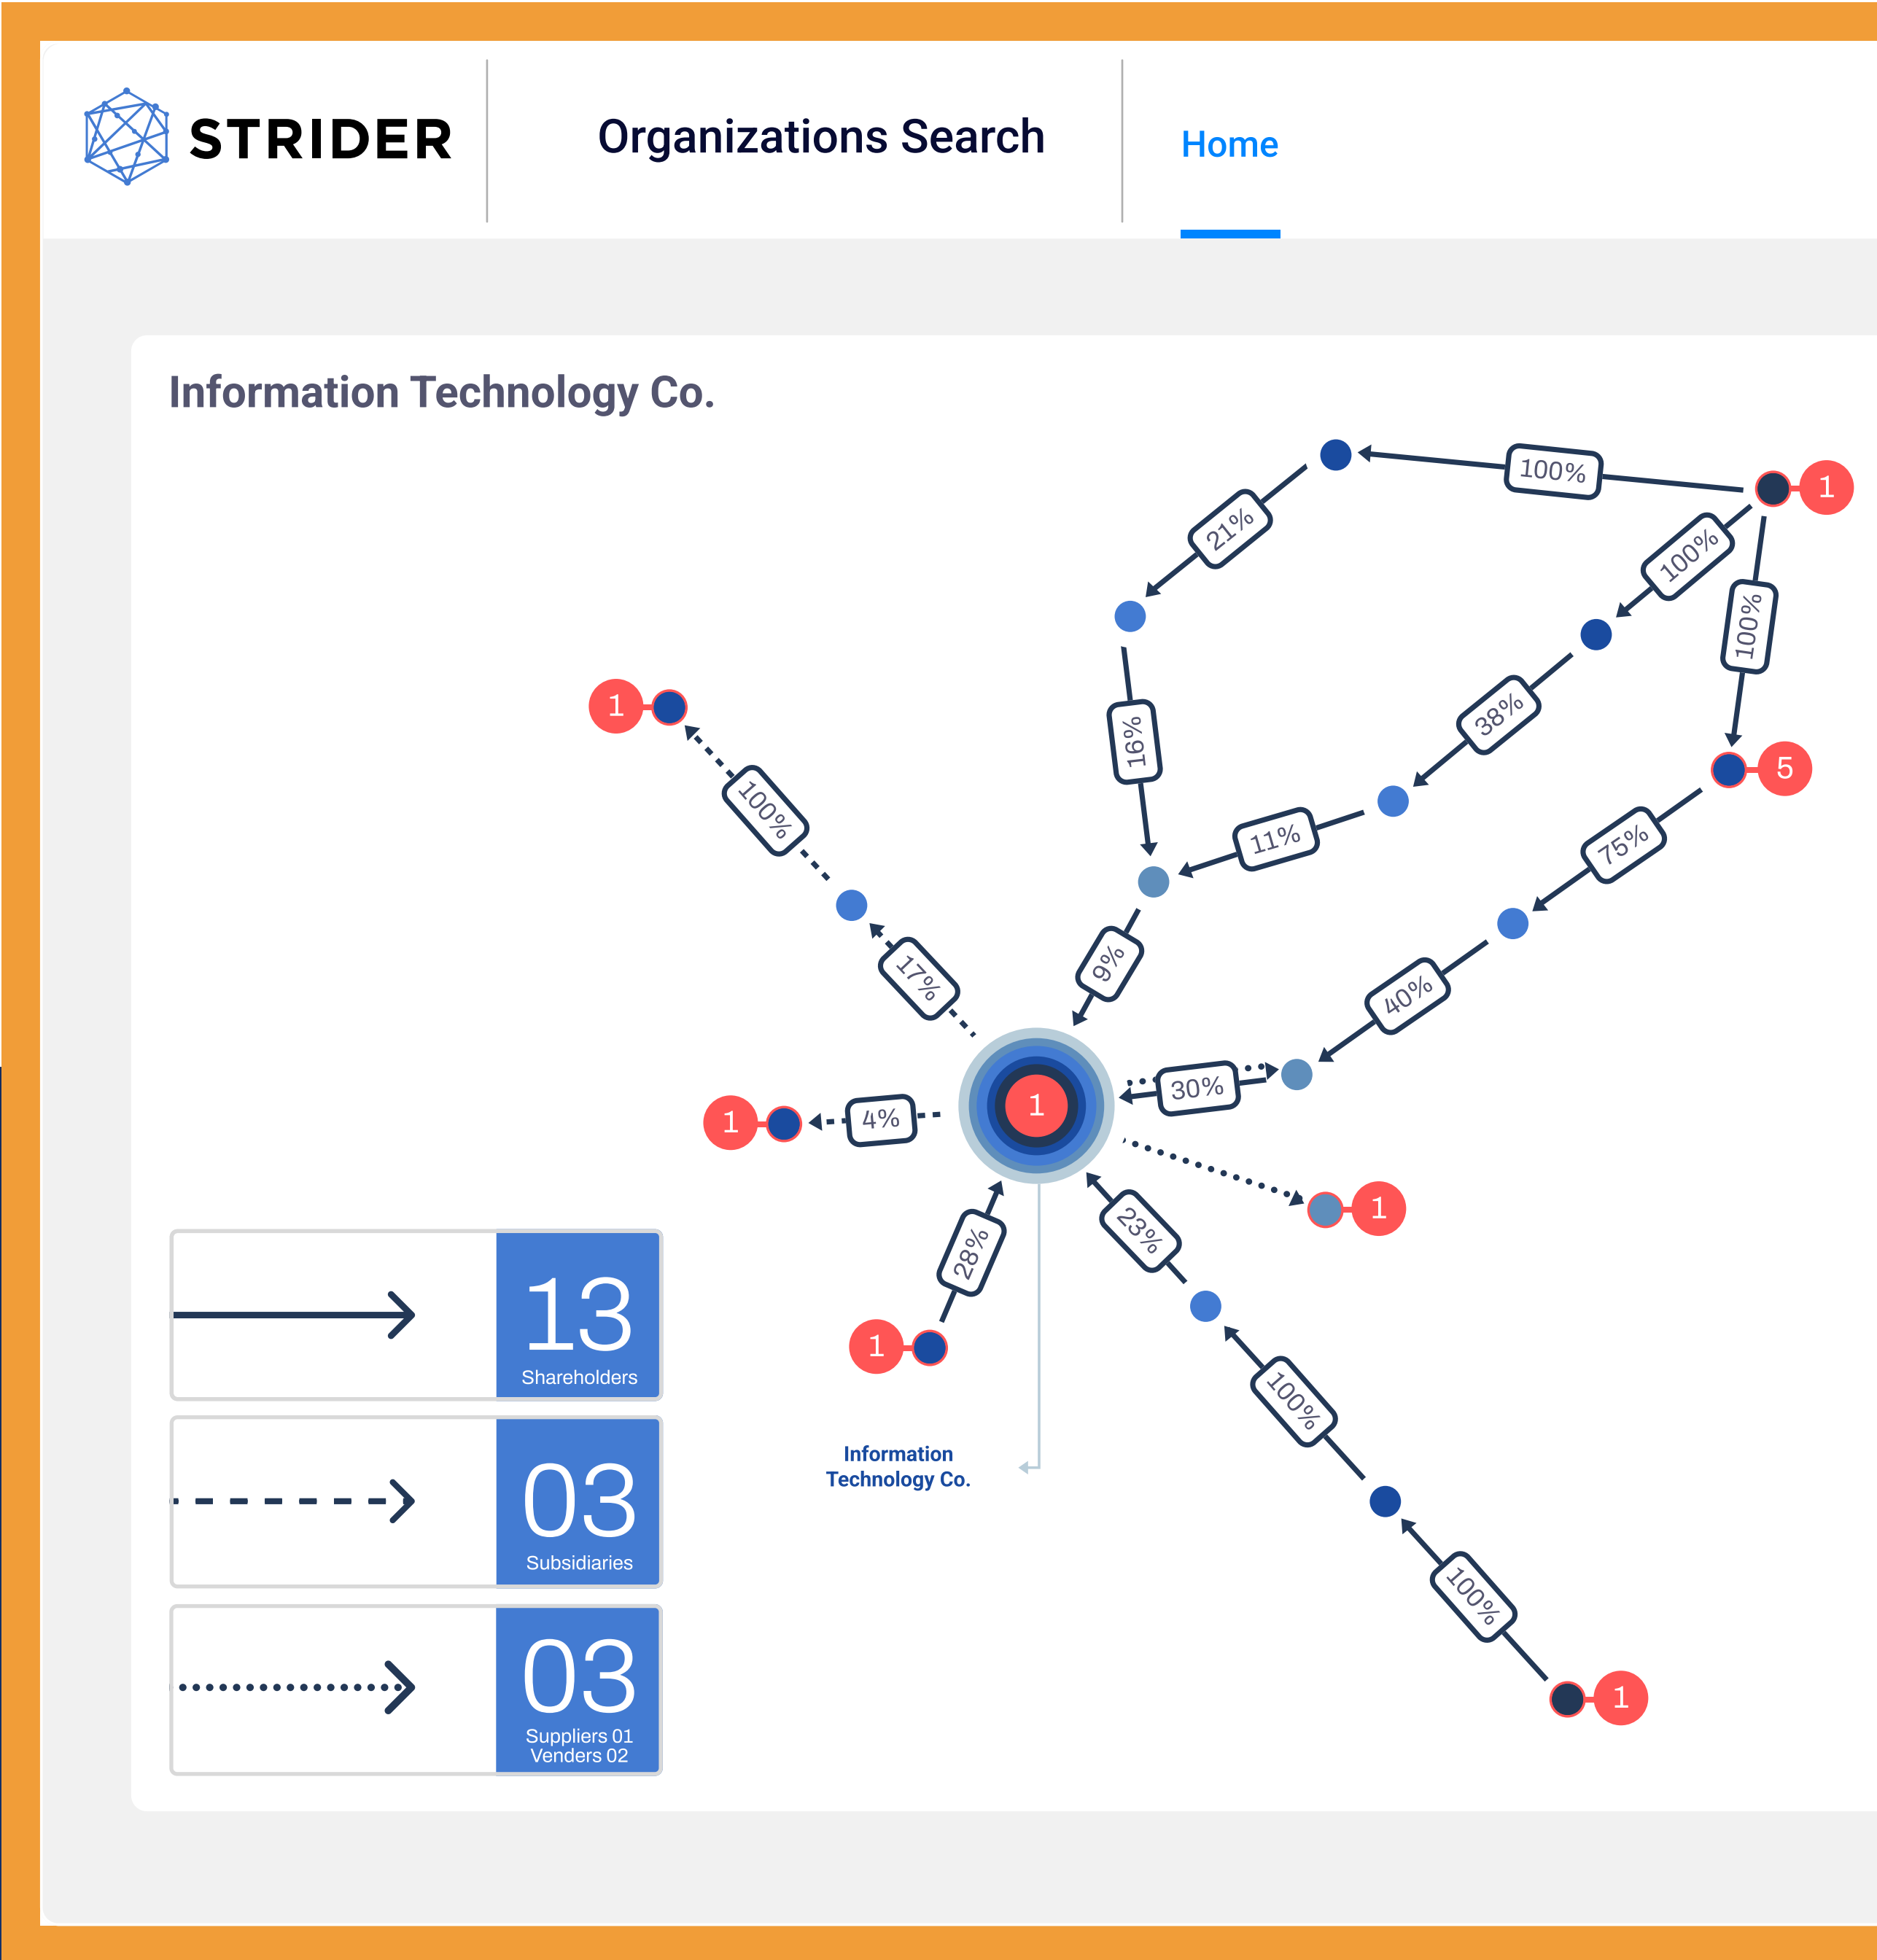 STRIDER
Organizations Search
Home
Information Technology Co.
100%
1
21%
100%
100%
38%
1
16%
5
100%
11%
75%
9%
17%
40%
30%
1
4%
1
1
23%
28%
1
13
Shareholders
100%
Information
Technology Co.
03
Subsidiaries
100%
03
Suppliers 01
Venders 02
1